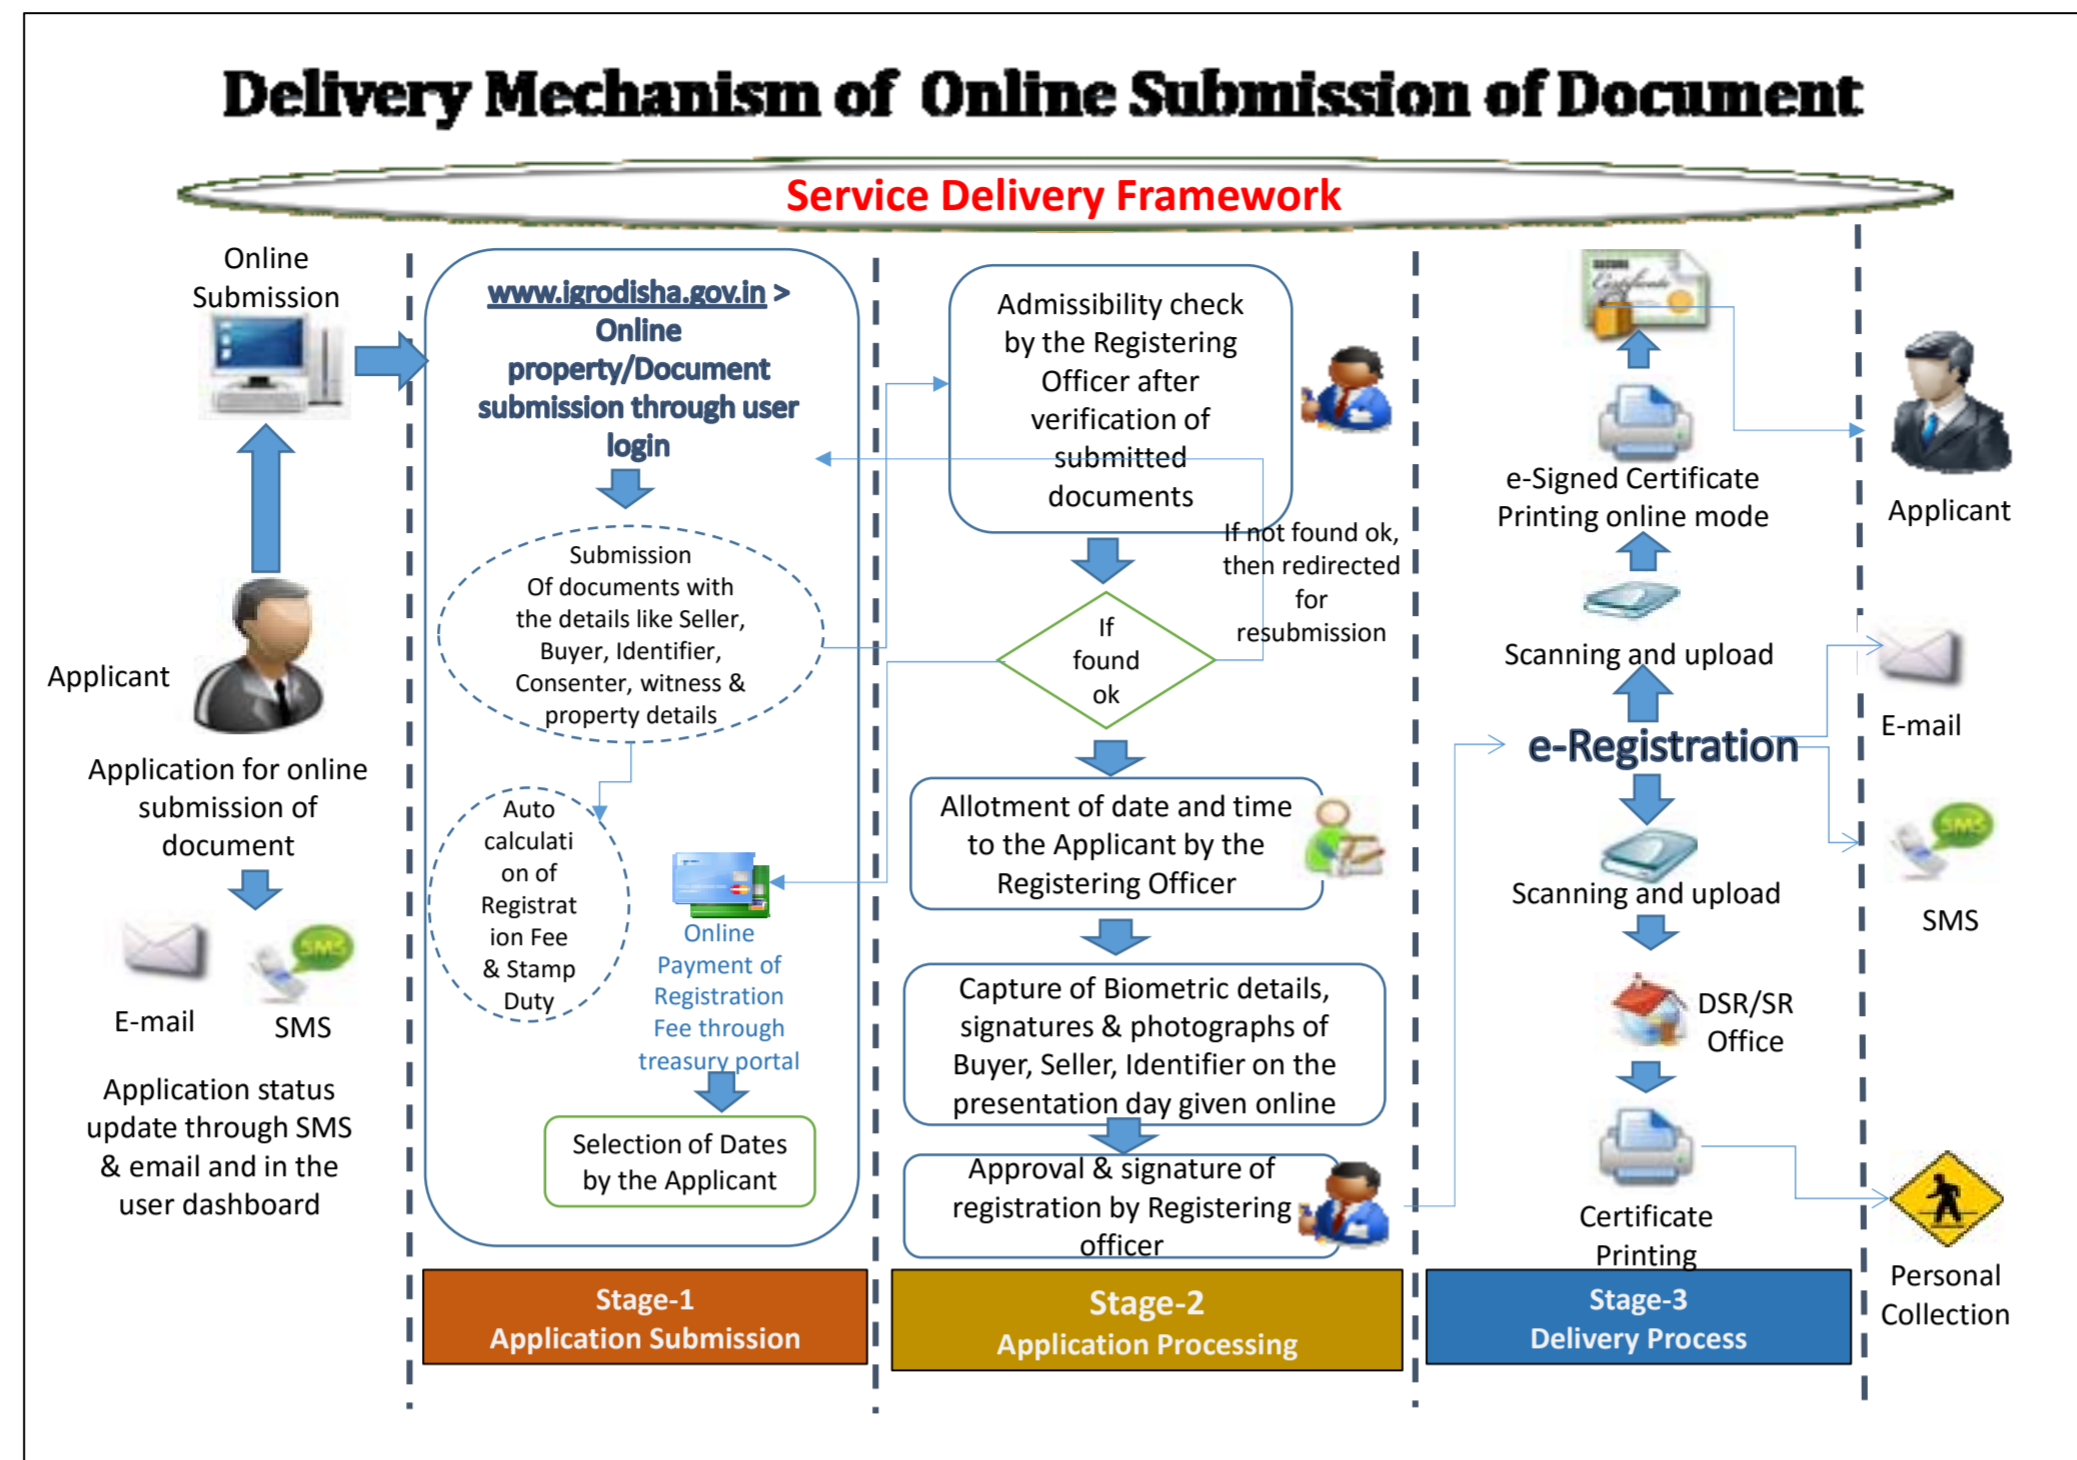 Delivery Mechanism of Online Submission of Document
Service Delivery Framework
Online
Submission
Applicant
Application for online
submission of
document
E-mail
SMS
Application status
update through SMS
& email and in the
user dashboard
www.igrodisha.gov.in >
Online
property/Document
submission through user
login
Submission
Of documents with
the details like Seller,
Buyer, Identifier,
Consenter, witness &
property details
Auto
calculati
on of
Registrat
ion Fee
& Stamp
Duty
Online
Payment of
Registration
Fee through
treasury portal
Selection of Dates
by the Applicant
Stage-1
Application Submission
Admissibility check
by the Registering
Officer after
verification of
submitted
documents
If not found ok,
then redirected
for
resubmission
If
found
ok
Allotment of date and time
to the Applicant by the
Registering Officer
Capture of Biometric details,
signatures & photographs of
Buyer, Seller, Identifier on the
presentation day given online
Approval & signature of
registration by Registering
officer
Stage-2
Application Processing
Certificate
e-Signed Certificate
Printing online mode
Scanning and upload
e-Registration
Scanning and upload
DSR/SR
Office
Certificate
Printing
Stage-3
Delivery Process
Applicant
E-mail
SMS
SMS
SMS
Personal
Collection